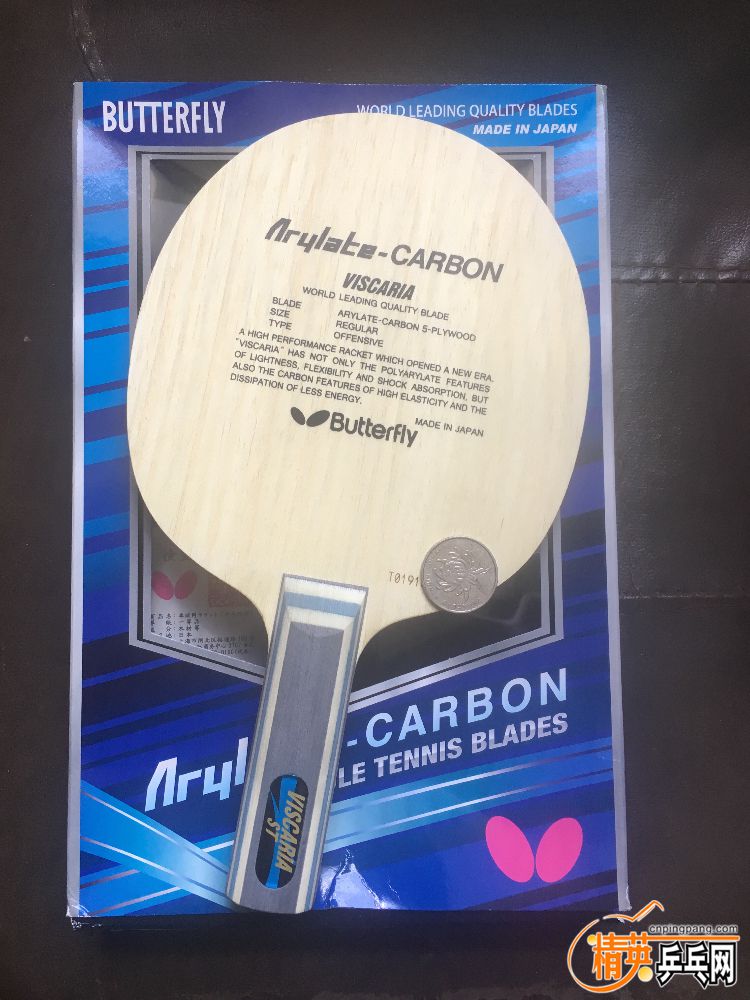 BUTTERFLY
WORLD LEADING QUALITY BLADES
MADE IN JAPAN
Arylate-CARBON
VISCARIA
WORLD LEADING QUALITY BLADE
BLADE ARYLATE-CARBON 5-PLYWOOD
SIZE REGULAR
TYPE OFFENSIVE
A HIGH PERFORMANCE RACKET WHICH OPENED A NEW ERA.
"VISCARIA" HAS NOT ONLY THE POLYARYLATE FEATURES
OF LIGHTNESS, FLEXIBILITY AND SHOCK ABSORPTION, BUT
ALSO THE CARBON FEATURES OF HIGH ELASTICITY AND THE
DISSIPATION OF LESS ENERGY.
Butterfly MADE IN JAPAN
T0191
-CARBON
Aryl
LE TENNIS BLADES
VISCARIA
ST
cnpingpang.com
精英乒乓网